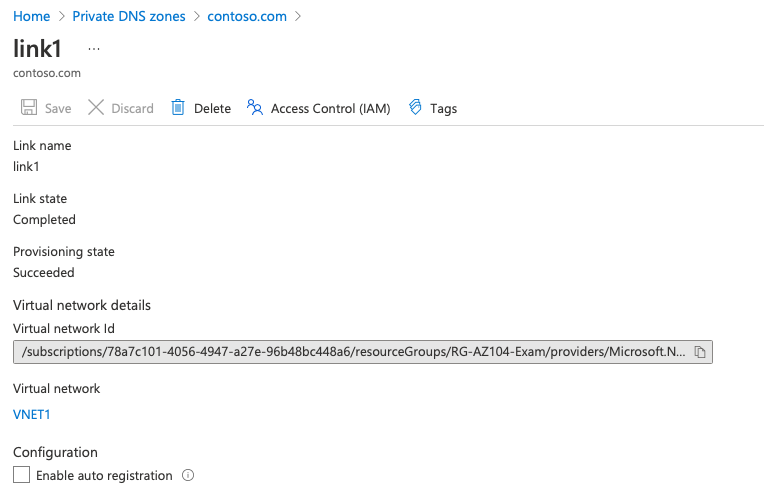 Home > Private DNS zones > contoso.com >
link1 ...
contoso.com
Save Discard Delete Access Control (IAM) Tags
Link name
link1
Link state
Completed
Provisioning state
Succeeded
Virtual network details
Virtual network Id
/subscriptions/78a7c101-4056-4947-a27e-96b48bc448a6/resourceGroups/RG-AZ104-Exam/providers/Microsoft.N...
Virtual network
VNET1
Configuration
Enable auto registration